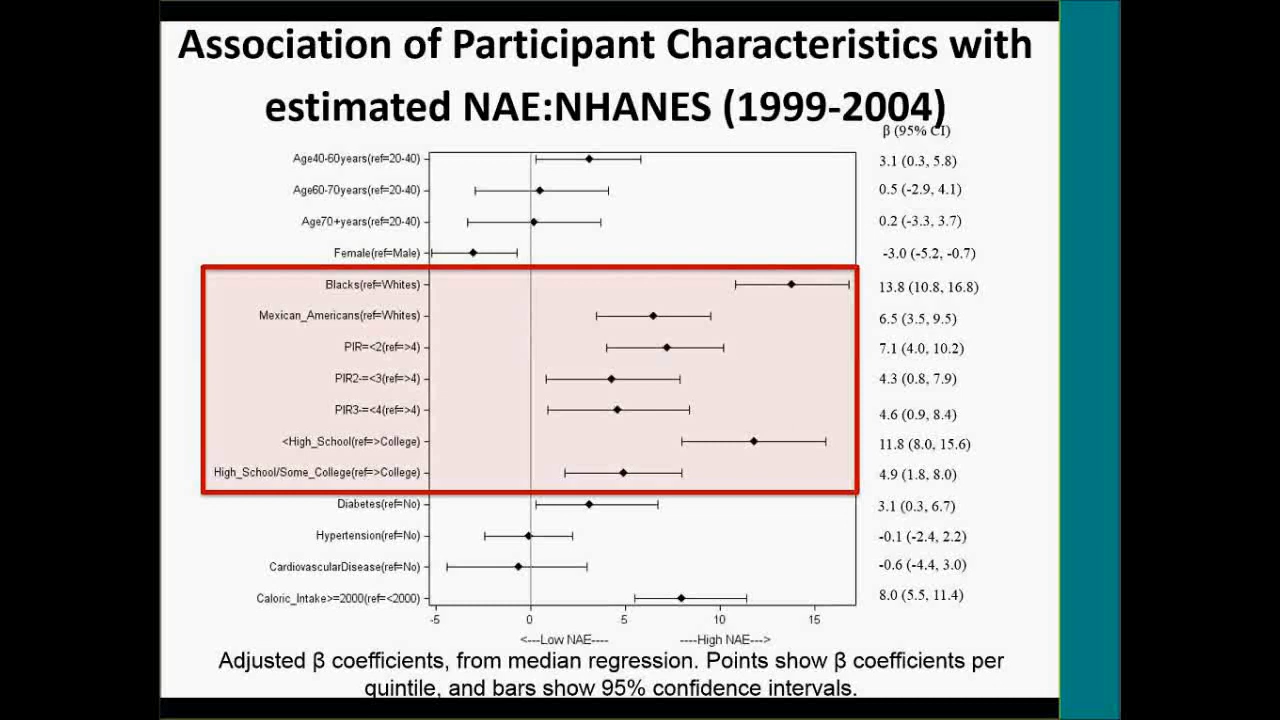 Association of Participant Characteristics with
estimated NAE:NHANES (1999-2004)
β (95% CI)
Age40-60years(ref=20-40) 3.1 (0.3, 5.8)
Age60-70years(ref=20-40) 0.5 (-2.9, 4.1)
Age70+years(ref=20-40) 0.2 (-3.3, 3.7)
Female(ref=Male) -3.0 (-5.2, -0.7)
Blacks(ref=Whites) 13.8 (10.8, 16.8)
Mexican_Americans(ref=Whites) 6.5 (3.5, 9.5)
PIR=<2(ref=>4) 7.1 (4.0, 10.2)
PIR2-=<3(ref=>4) 4.3 (0.8, 7.9)
PIR3-=<4(ref=>4) 4.6 (0.9, 8.4)
<High_School(ref=>College) 11.8 (8.0, 15.6)
High_School/Some_College(ref=>College) 4.9 (1.8, 8.0)
Diabetes(ref=No) 3.1 (0.3, 6.7)
Hypertension(ref=No) -0.1 (-2.4, 2.2)
CardiovascularDisease(ref=No) -0.6 (-4.4, 3.0)
Caloric_Intake>=2000(ref=<2000) 8.0 (5.5, 11.4)
-5 0 5 10 15
<---Low NAE---- ----High NAE--->
Adjusted β coefficients, from median regression. Points show β coefficients per
quintile, and bars show 95% confidence intervals.